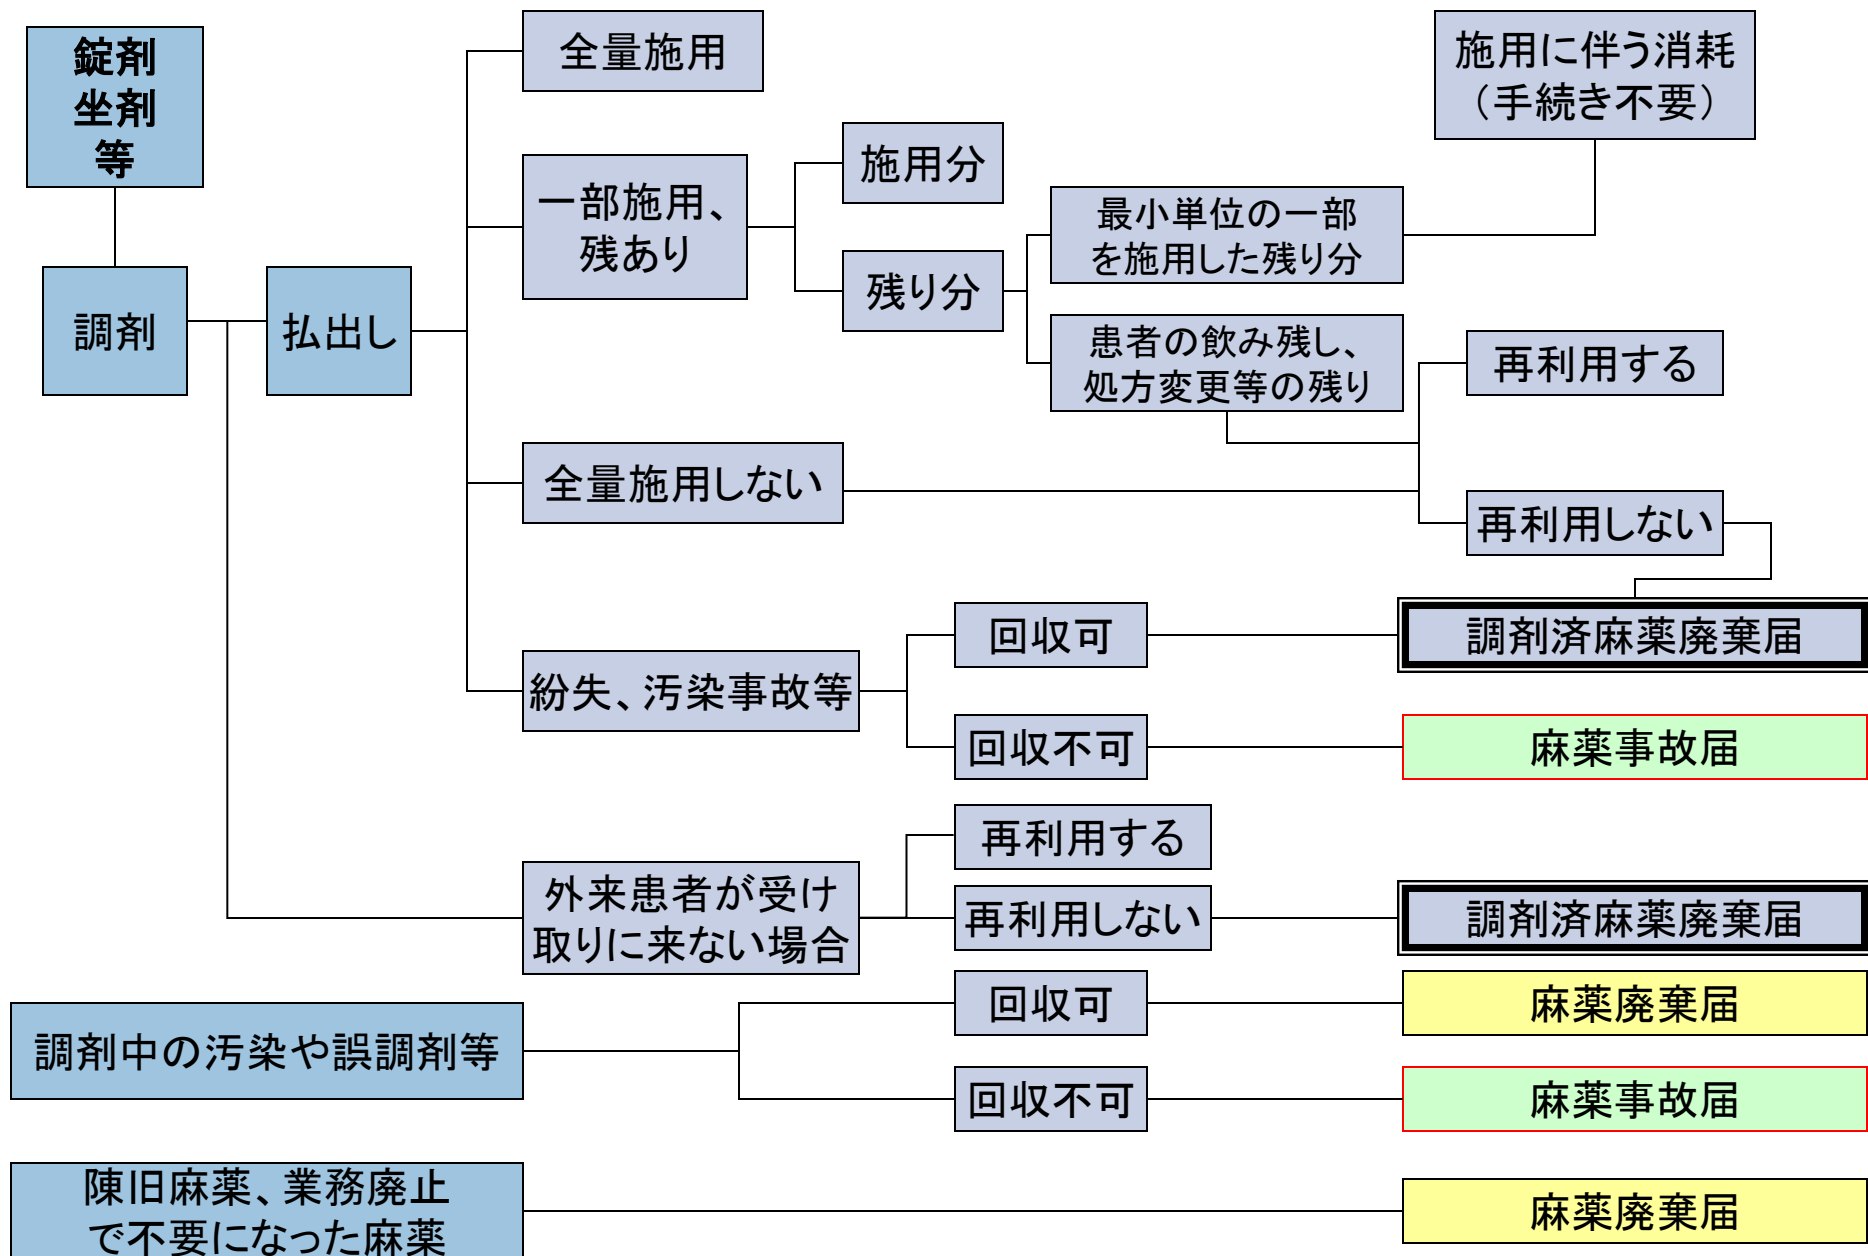 錠剤
坐剤
等
調剤
払出し
全量施用
一部施用、
残あり
施用分
残り分
最小単位の一部
を施用した残り分
施用に伴う消耗
（手続き不要）
患者の飲み残し、
処方変更等の残り
再利用する
再利用しない
全量施用しない
紛失、汚染事故等
回収可
調剤済麻薬廃棄届
回収不可
麻薬事故届
外来患者が受け
取りに来ない場合
再利用する
再利用しない
調剤済麻薬廃棄届
調剤中の汚染や誤調剤等
回収可
麻薬廃棄届
回収不可
麻薬事故届
陳旧麻薬、業務廃止
で不要になった麻薬
麻薬廃棄届